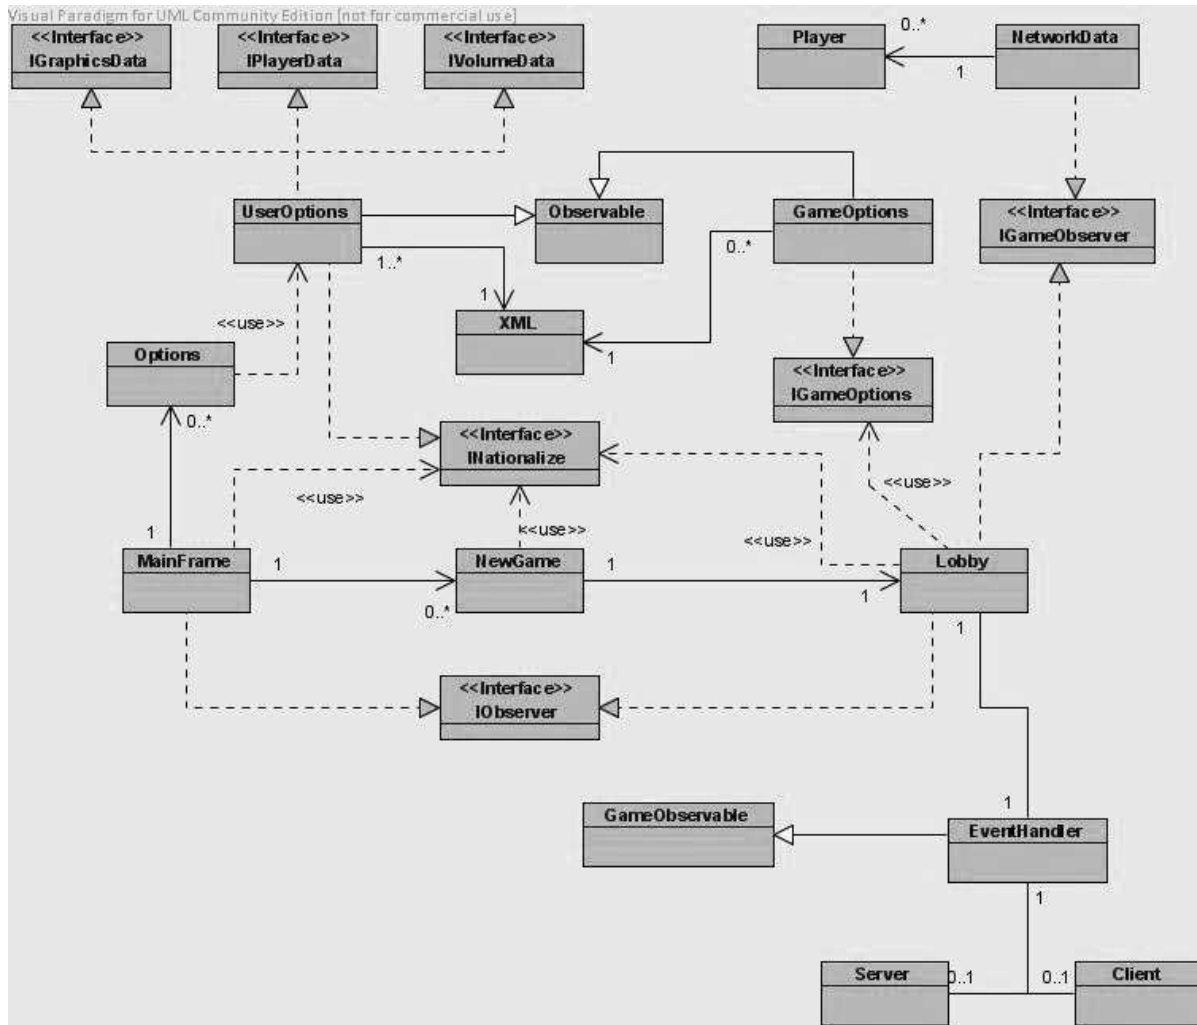 Visual Paradigm for UML Community Edition [not for commercial use]
<<Interface>>
IGraphicsData
<<Interface>>
IPlayerData
<<Interface>>
IVolumeData
Player
0..*
1
NetworkData
UserOptions
Observable
GameOptions
<<Interface>>
IGameObserver
1..*
0..*
1
XML
1
<<use>>
Options
<<Interface>>
IGameOptions
0..*
<<Interface>>
INationalize
<<use>>
<<use>>
<<use>>
<<use>>
1
MainFrame
1
0..*
NewGame
1
1
Lobby
1
<<Interface>>
IObserver
1
GameObservable
EventHandler
1
Server
0..1
0..1
Client